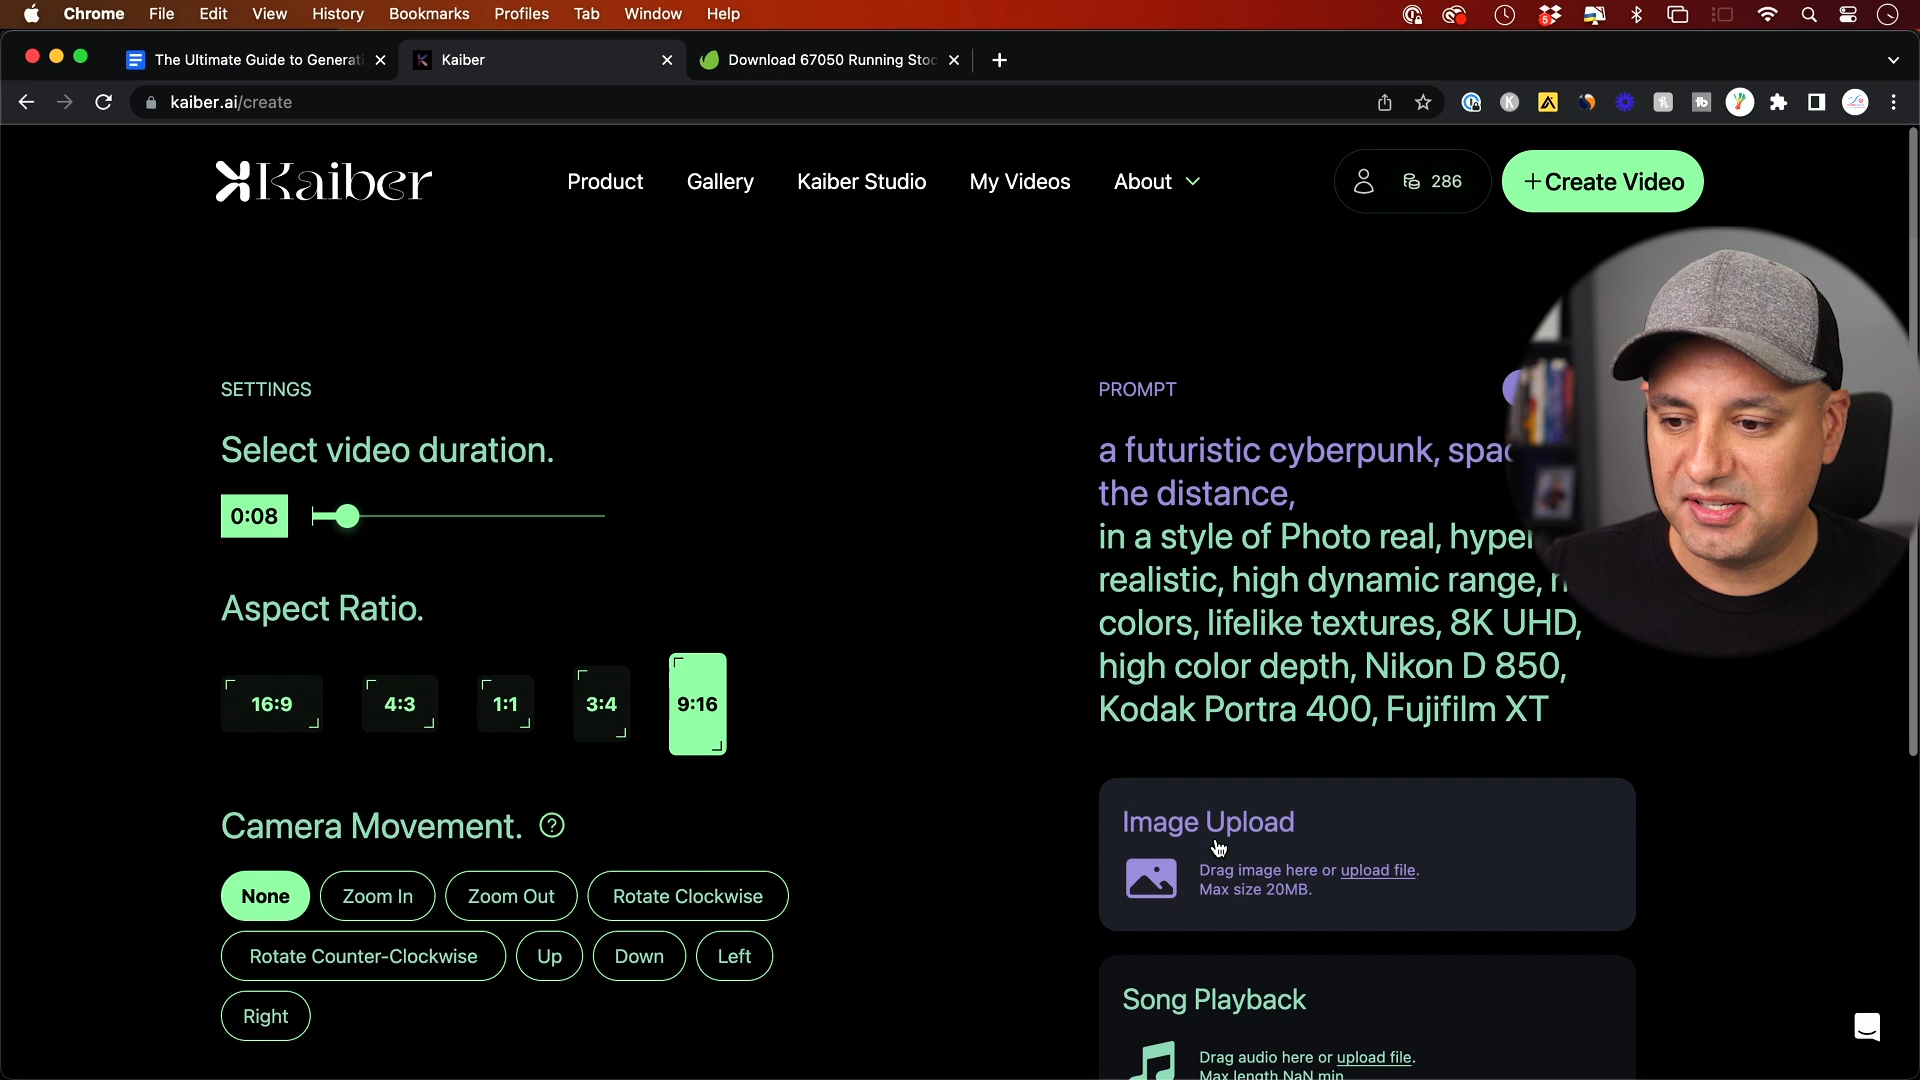 Chrome File Edit View History Bookmarks Profiles Tab Window Help
5
The Ultimate Guide to Generati
Kaiber
Download 67050 Running Stoc
kaiber.ai/create
Kaiber
Product
Gallery
Kaiber Studio
My Videos
About
286
+Create Video
SETTINGS
Select video duration.
0:08
Aspect Ratio.
16:9
4:3
1:1
3:4
9:16
Camera Movement. ?
None
Zoom In
Zoom Out
Rotate Clockwise
Rotate Counter-Clockwise
Up
Down
Left
Right
PROMPT
a futuristic cyberpunk,
the distance,
in a style of Photo real,
realistic, high dynamic range,
colors, lifelike textures, 8K UHD,
high color depth, Nikon D 850,
Kodak Portra 400, Fujifilm XT
Image Upload
Drag image here or upload file.
Max size 20MB.
Song Playback
Drag audio here or upload file.
Max length NaN min